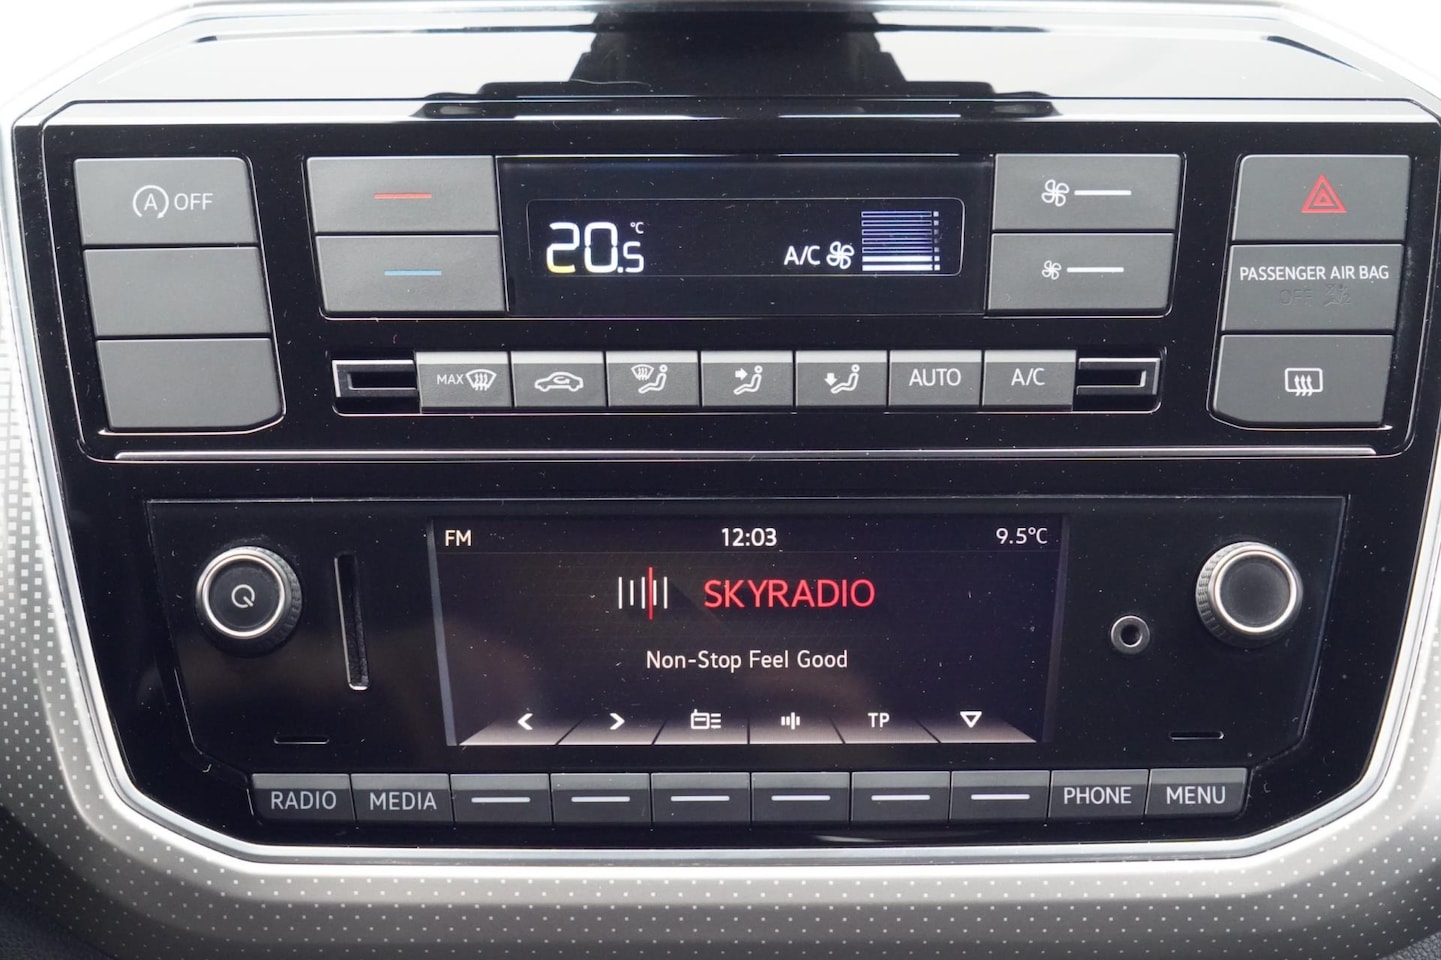 A OFF
20.5 °C
A/C
PASSENGER AIR BAG
OFF
MAX
AUTO
A/C
FM 12:03 9.5°C
SKYRADIO
Non-Stop Feel Good
TP
RADIO MEDIA PHONE MENU